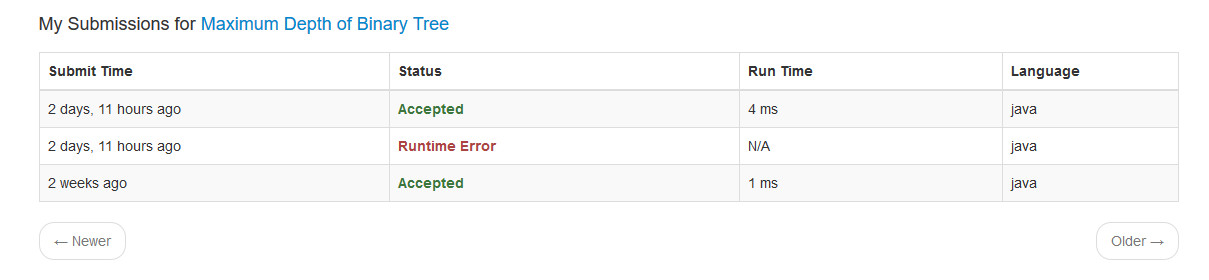 My Submissions for Maximum Depth of Binary Tree
Submit Time Status Run Time Language
2 days, 11 hours ago Accepted 4 ms java
2 days, 11 hours ago Runtime Error N/A java
2 weeks ago Accepted 1 ms java
← Newer Older →